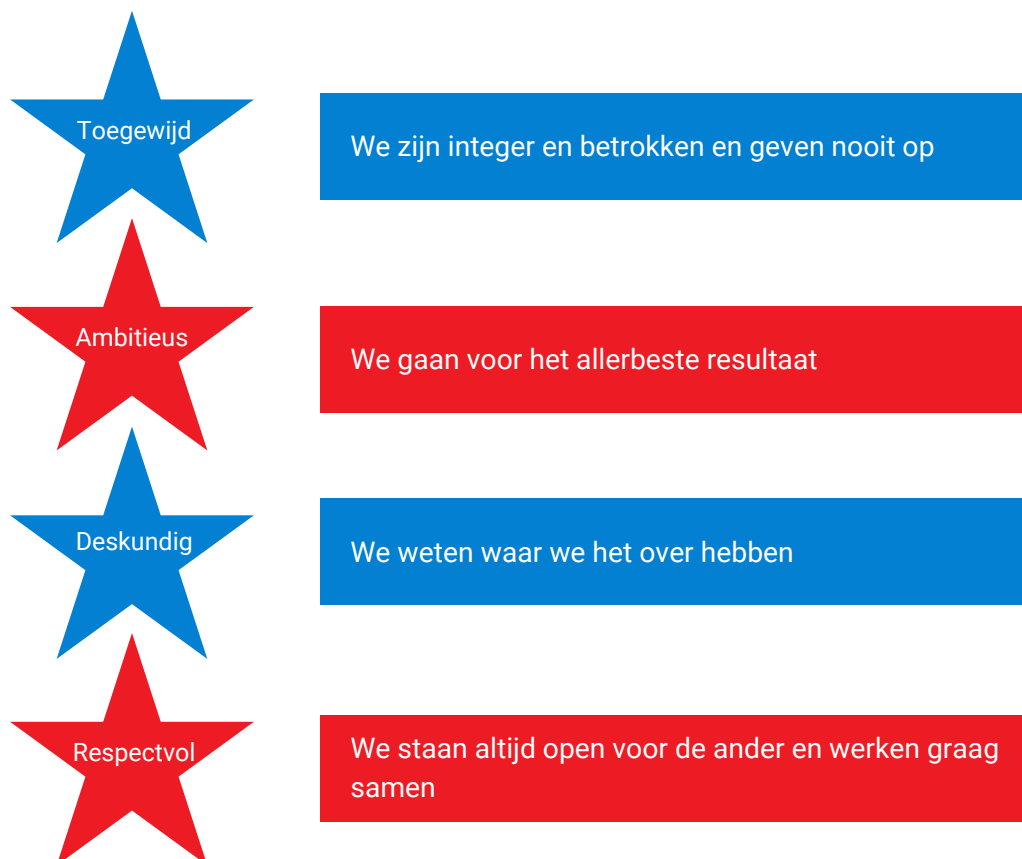 Toegewijd
We zijn integer en betrokken en geven nooit op
Ambitieus
We gaan voor het allerbeste resultaat
Deskundig
We weten waar we het over hebben
Respectvol
We staan altijd open voor de ander en werken graag
samen